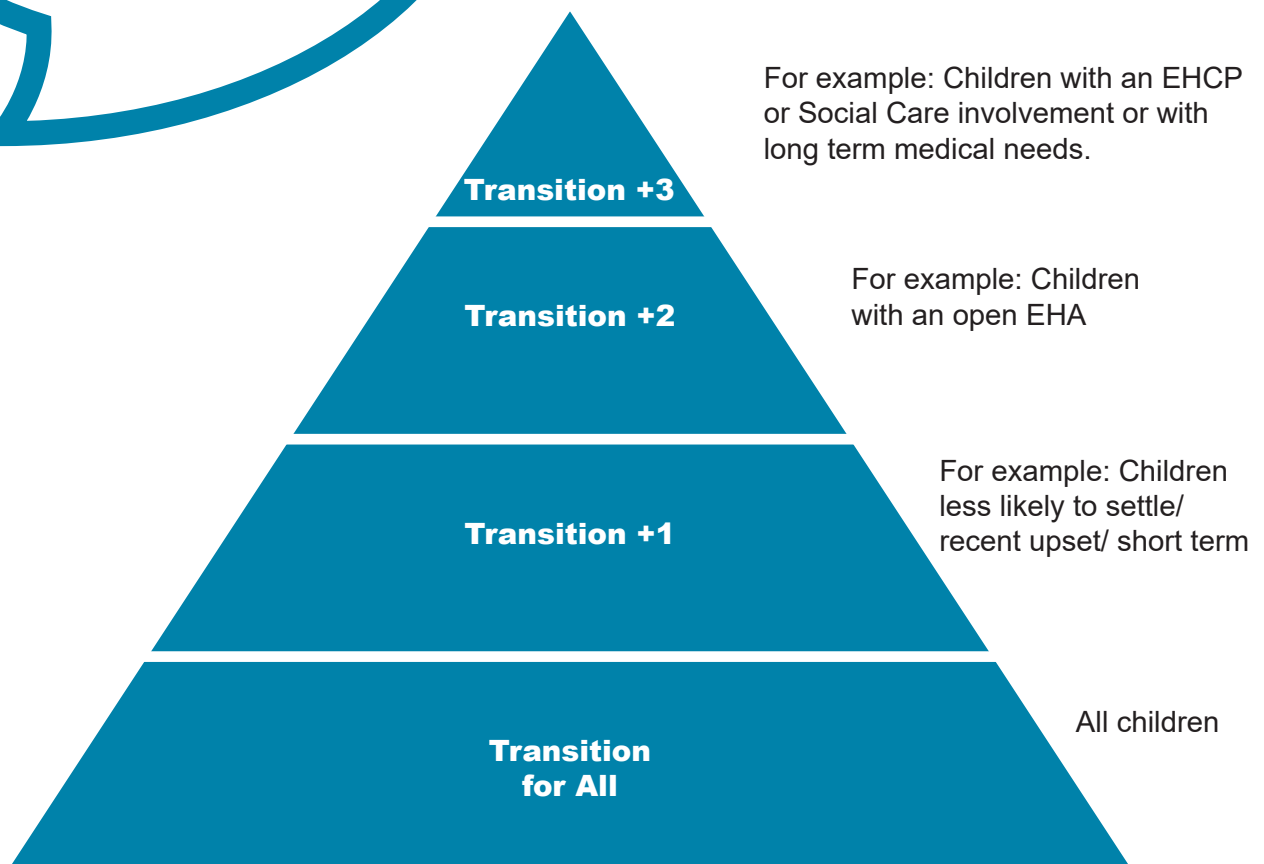 For example: Children with an EHCP
or Social Care involvement or with
long term medical needs.
Transition +3
For example: Children
with an open EHA
Transition +2
For example: Children
less likely to settle/
recent upset/ short term
Transition +1
All children
Transition
for All